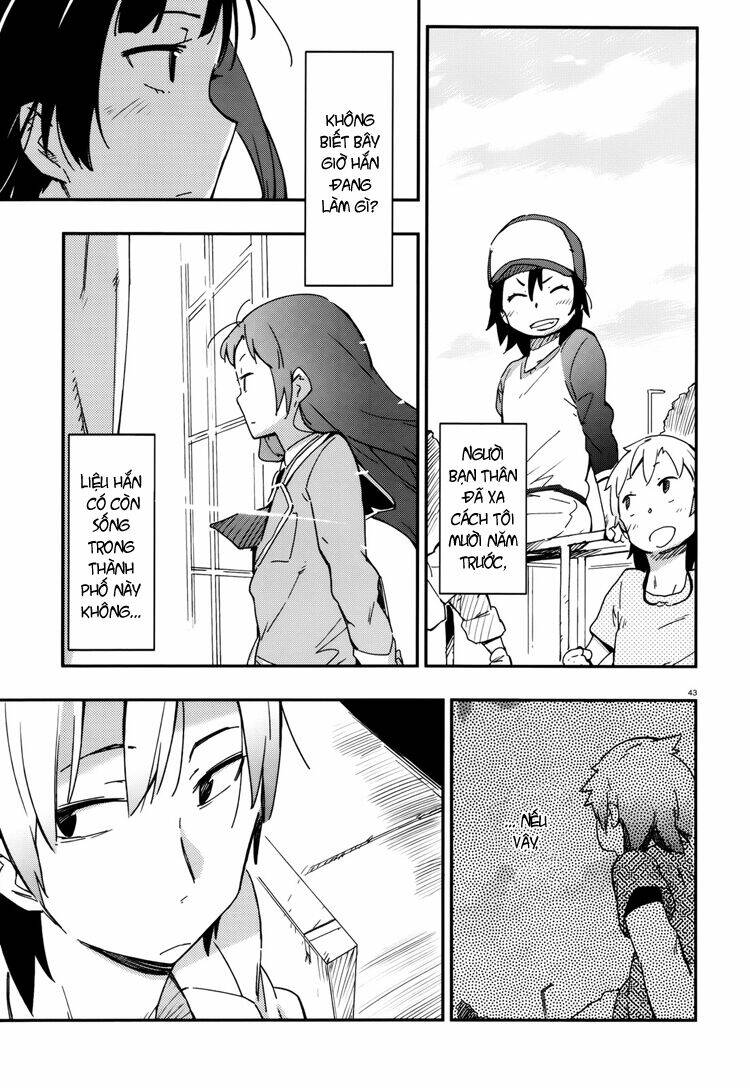 NGƯỜI
BẠN THÂN
ĐÃ XA
CÁCH TÔI
MƯỜI NĂM
TRƯỚC,
KHÔNG
BIẾT BÂY
GIỜ HẮN
ĐANG
LÀM GÌ?
LIỆU HẮN
CÓ CÒN
SỐNG
TRONG
THÀNH
PHỐ NÀY
KHÔNG...
43
NẾU
VẬY,